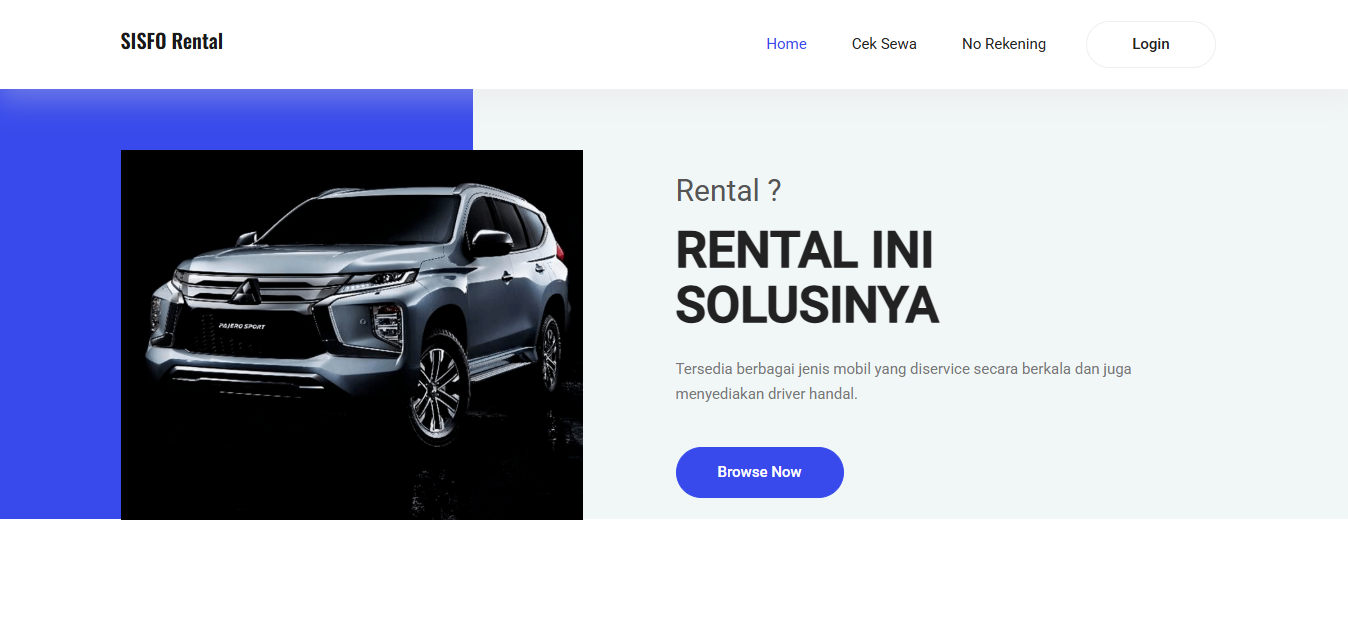 SISFO Rental
Home
Cek Sewa
No Rekening
Login
PAJERO SPORT
Rental ?
RENTAL INI
SOLUSINYA
Tersedia berbagai jenis mobil yang diservice secara berkala dan juga
menyediakan driver handal.
Browse Now